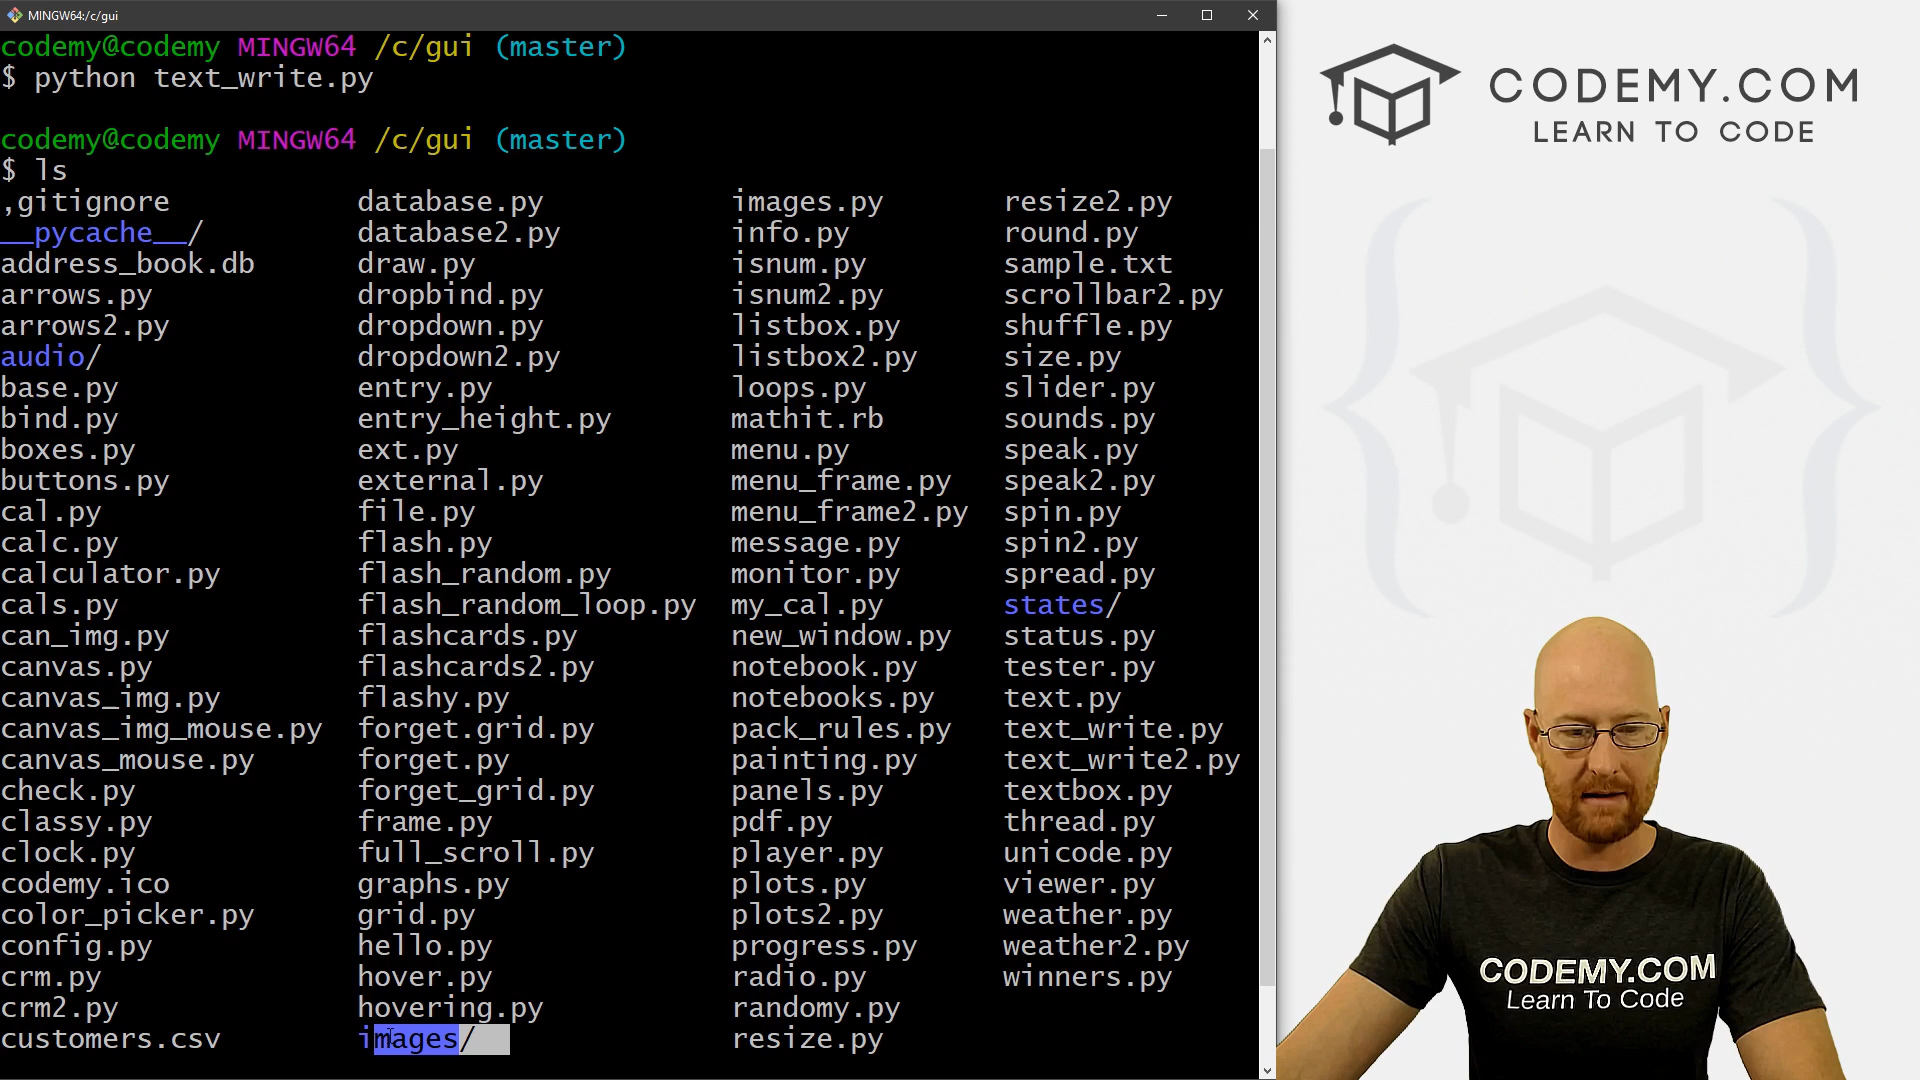 MINGW64:/c/gui
codemy@codemy MINGW64 /c/gui (master)
$ python text_write.py
codemy@codemy MINGW64 /c/gui (master)
$ ls
,gitignore database.py images.py resize2.py
__pycache__/ database2.py info.py round.py
address_book.db draw.py isnum.py sample.txt
arrows.py dropbind.py isnum2.py scrollbar2.py
arrows2.py dropdown.py listbox.py shuffle.py
audio/ dropdown2.py listbox2.py size.py
base.py entry.py loops.py slider.py
bind.py entry_height.py mathit.rb sounds.py
boxes.py ext.py menu.py speak.py
buttons.py external.py menu_frame.py speak2.py
cal.py file.py menu_frame2.py spin.py
calc.py flash.py message.py spin2.py
calculator.py flash_random.py monitor.py spread.py
cals.py flash_random_loop.py my_cal.py states/
can_img.py flashcards.py new_window.py status.py
canvas.py flashcards2.py notebook.py tester.py
canvas_img.py flashy.py notebooks.py text.py
canvas_img_mouse.py forget.grid.py pack_rules.py text_write.py
canvas_mouse.py forget.py painting.py text_write2.py
check.py forget_grid.py panels.py textbox.py
classy.py frame.py pdf.py thread.py
clock.py full_scroll.py player.py unicode.py
codemy.ico graphs.py plots.py viewer.py
color_picker.py grid.py plots2.py weather.py
config.py hello.py progress.py weather2.py
crm.py hover.py radio.py winners.py
crm2.py hovering.py randomy.py
customers.csv images/ resize.py
CODEMY.COM
LEARN TO CODE
CODEMY.COM
Learn To Code